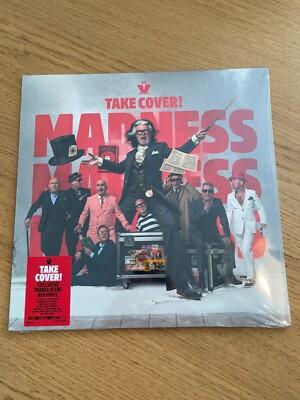 TAKE COVER!
MADNESS
MADNESS
TAKE
COVER!
EXCLUSIVE
TRANSLUCENT
RED VINYL